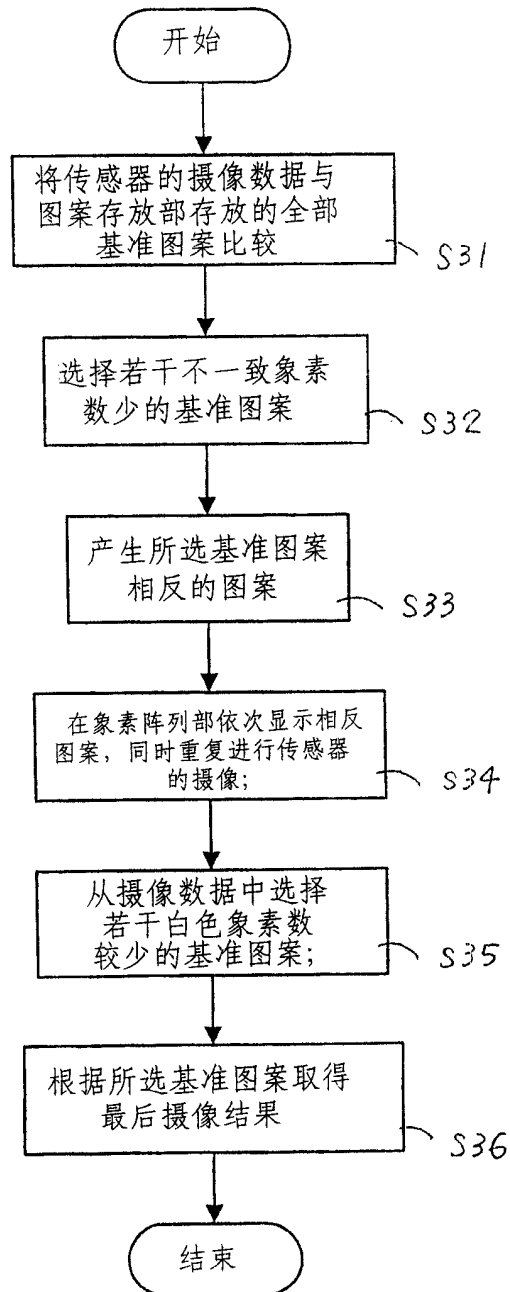 开始
将传感器的摄像数据与
图案存放部存放的全部
基准图案比较
S31
选择若干不一致象素
数少的基准图案
S32
产生所选基准图案
相反的图案
S33
在象素阵列部依次显示相反
图案，同时重复进行传感器
的摄像；
S34
从摄像数据中选择
若干白色象素数
较少的基准图案；
S35
根据所选基准图案取得
最后摄像结果
S36
结束